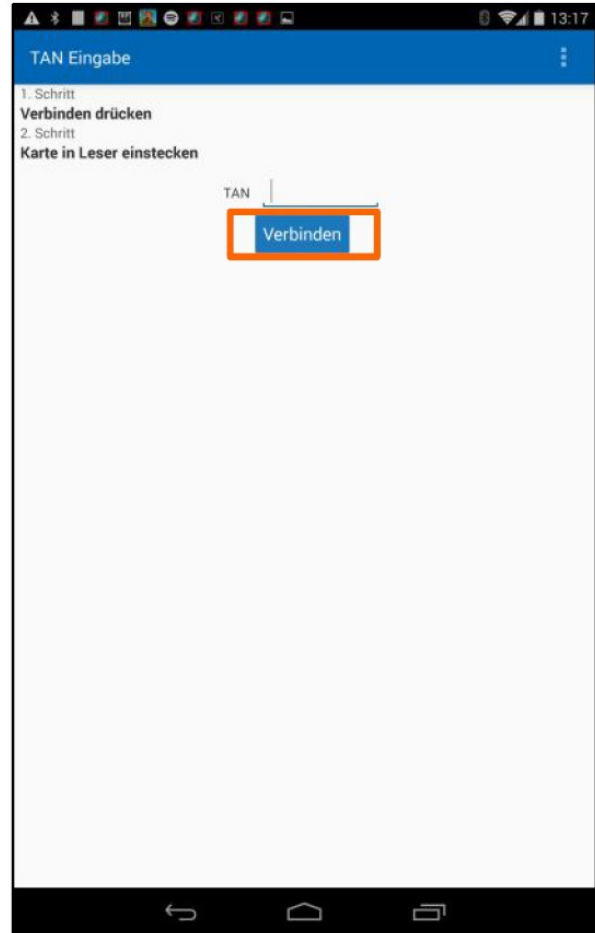 13:17
TAN Eingabe
1. Schritt
Verbinden drücken
2. Schritt
Karte in Leser einstecken
TAN
Verbinden